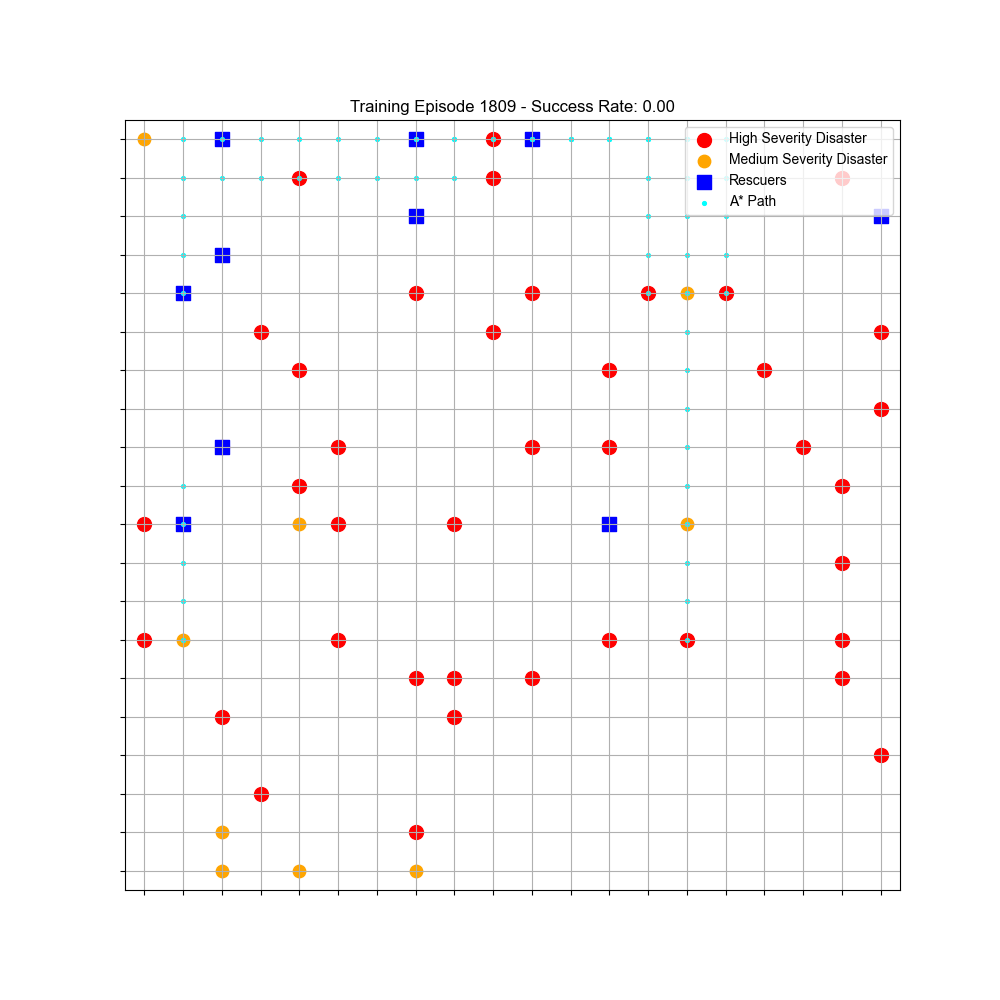 Training Episode 1809 - Success Rate: 0.00
High Severity Disaster
Medium Severity Disaster
Rescuers
A* Path